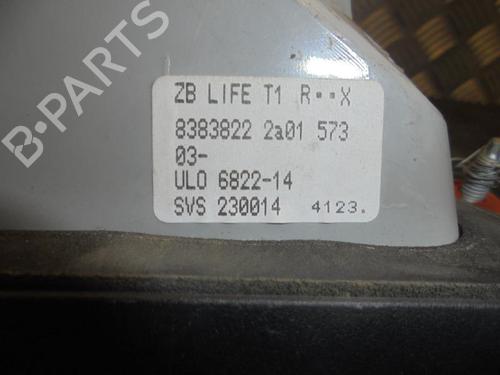 B-PARTS
ZB LIFE T1 R••X
8383822 2a01 573
03-
ULO 6822-14
SVS 230014 4123.